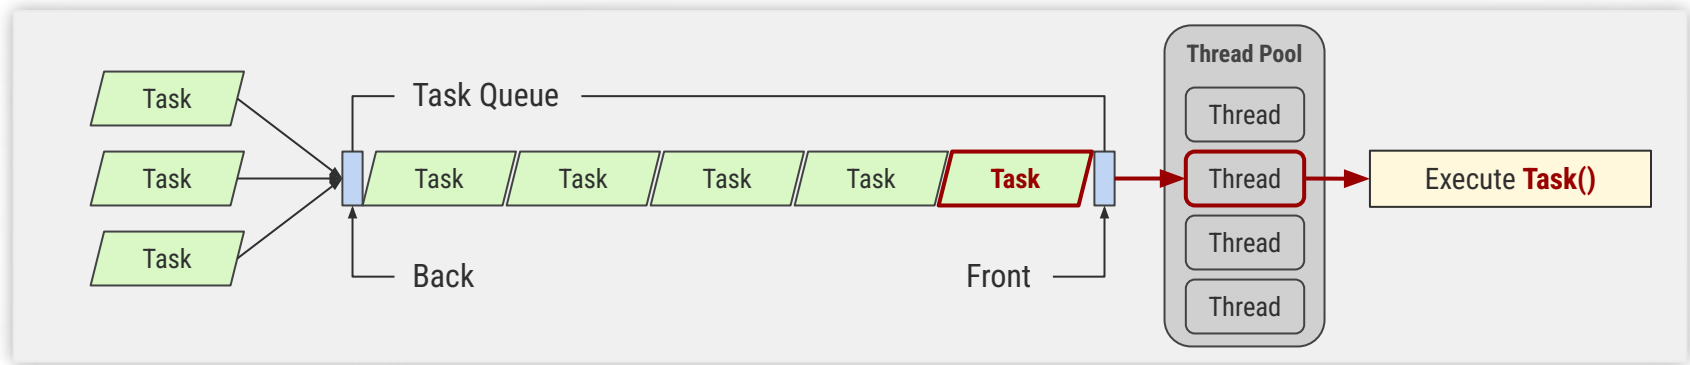 Thread Pool
Task Queue
Task
Task
Task
Task
Task
Task
Task
Task
Thread
Thread
Thread
Thread
Execute Task()
Back
Front